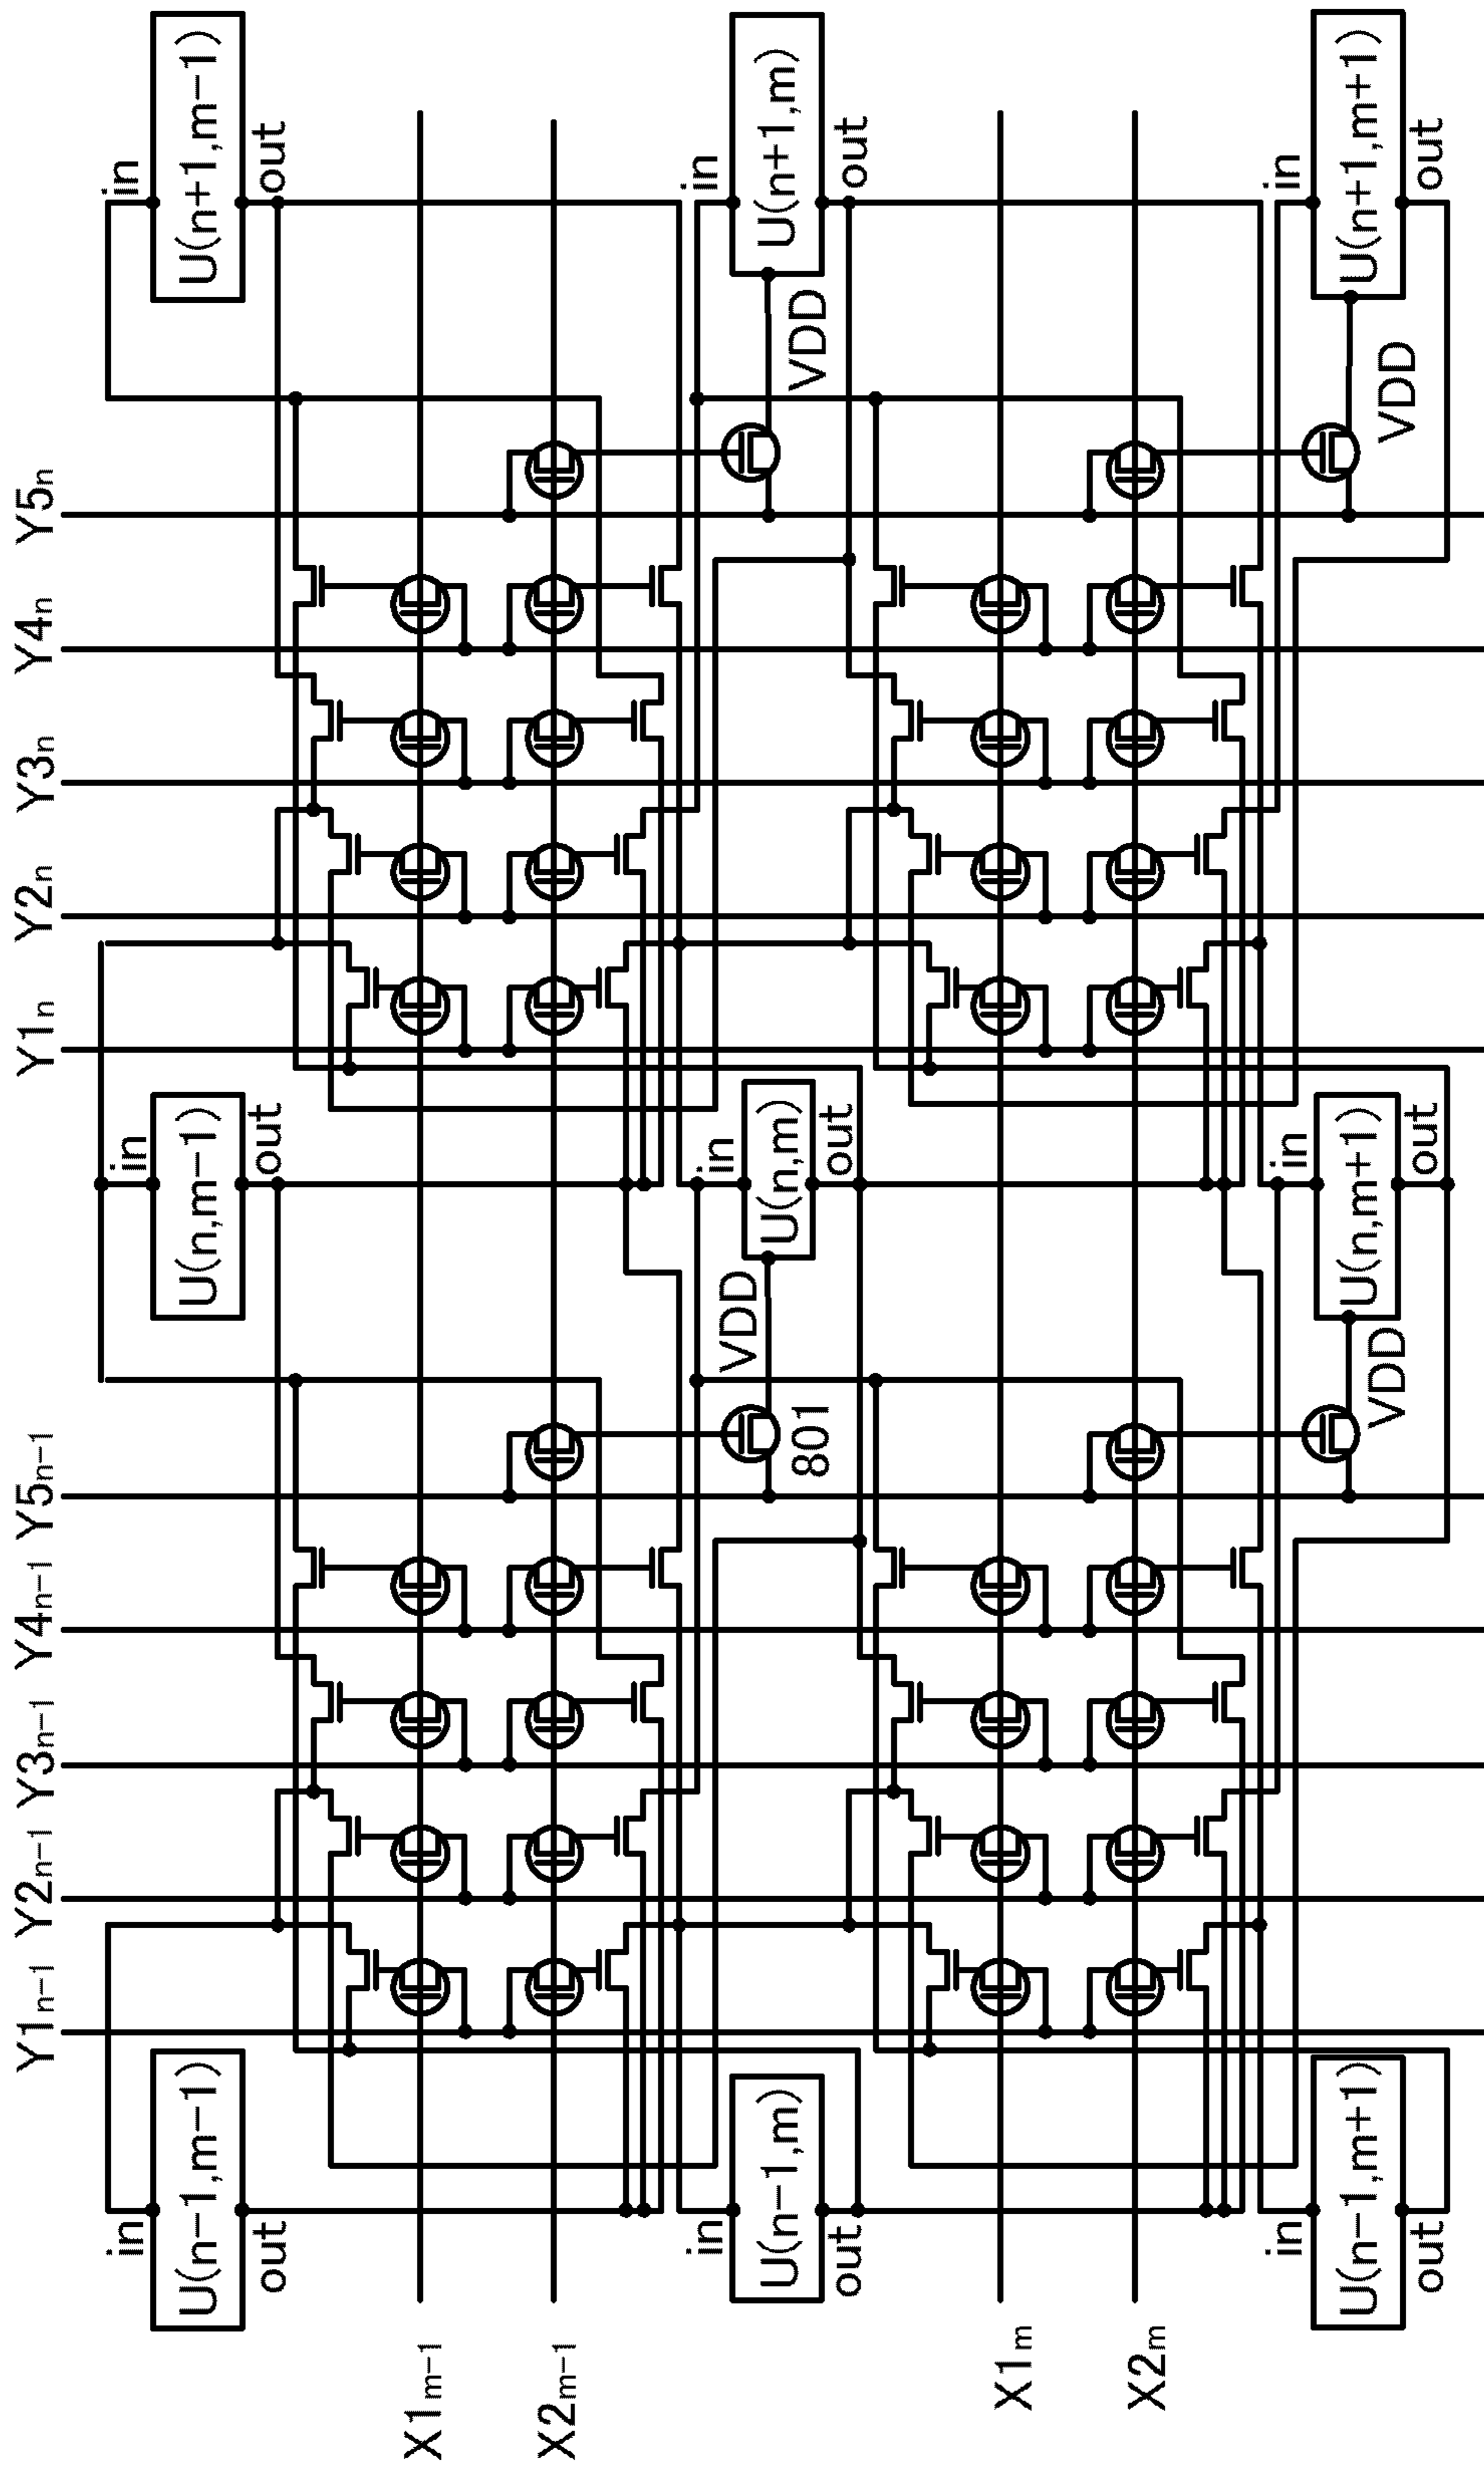 U(n-1,m-1)
in
out
Y1n-1
Y2n-1
Y3n-1
Y4n-1
Y5n-1
U(n,m-1)
in
out
Y1n
Y2n
Y3n
Y4n
Y5n
U(n+1,m-1)
in
out
X1m-1
X2m-1
U(n-1,m)
in
out
801
VDD
U(n,m)
in
out
VDD
U(n+1,m)
in
out
X1m
X2m
U(n-1,m+1)
in
out
VDD
U(n,m+1)
in
out
VDD
U(n+1,m+1)
in
out